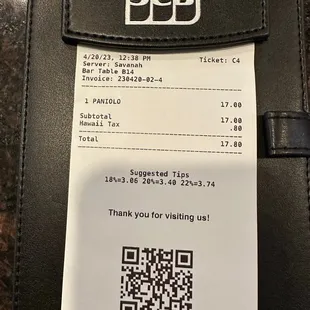 JCB
4/20/23, 12:38 PM Ticket: C4
Server: Savanah
Bar Table B14
Invoice: 230420-02-4
1 PANIOLO 17.00
Subtotal 17.00
Hawaii Tax .80
Total 17.80
Suggested Tips
18%=3.06 20%=3.40 22%=3.74
Thank you for visiting us!